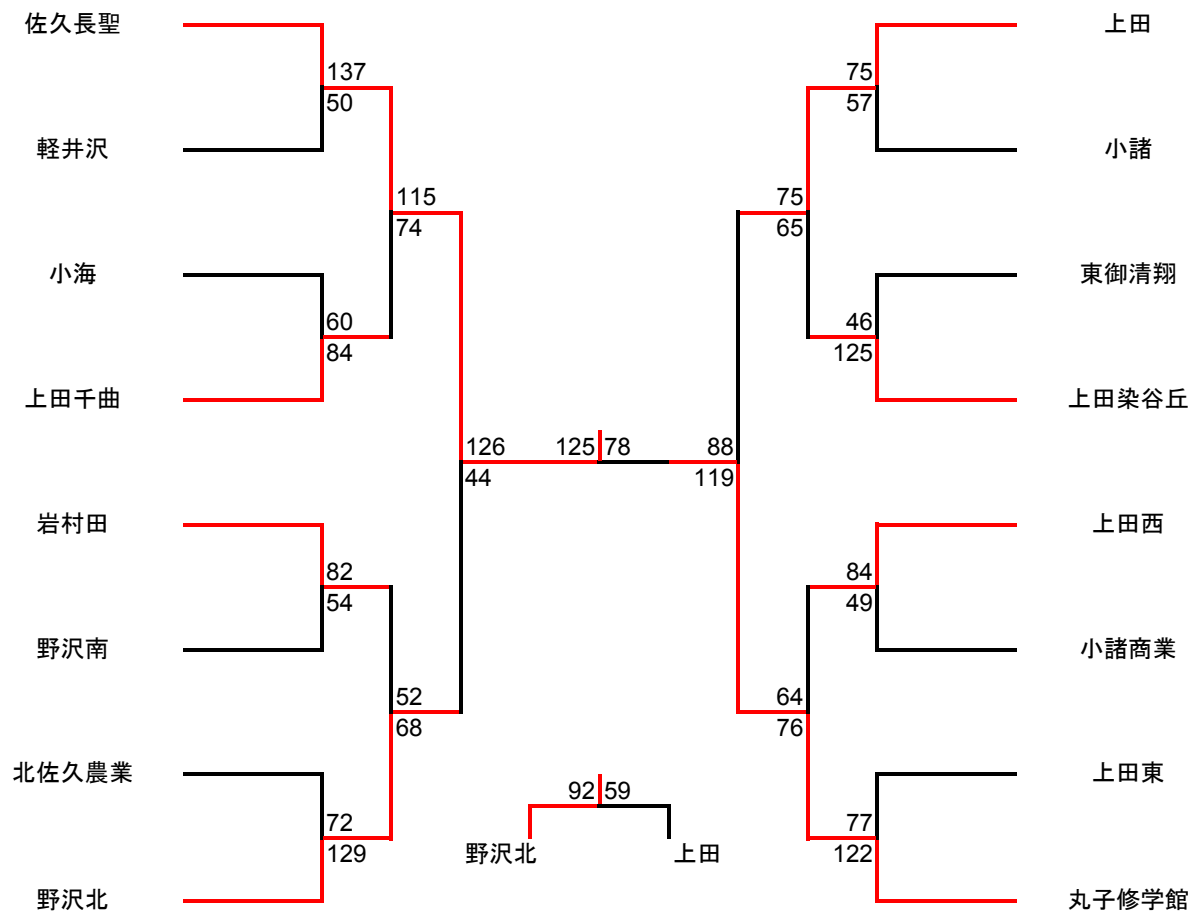 佐久長聖
上田
137
75
50
57
軽井沢
小諸
115
75
74
65
小海
東御清翔
60
46
84
125
上田千曲
上田染谷丘
126
125
78
88
44
119
岩村田
上田西
82
84
54
49
野沢南
小諸商業
52
64
68
76
北佐久農業
上田東
92
59
72
77
129
122
野沢北
上田
野沢北
丸子修学館